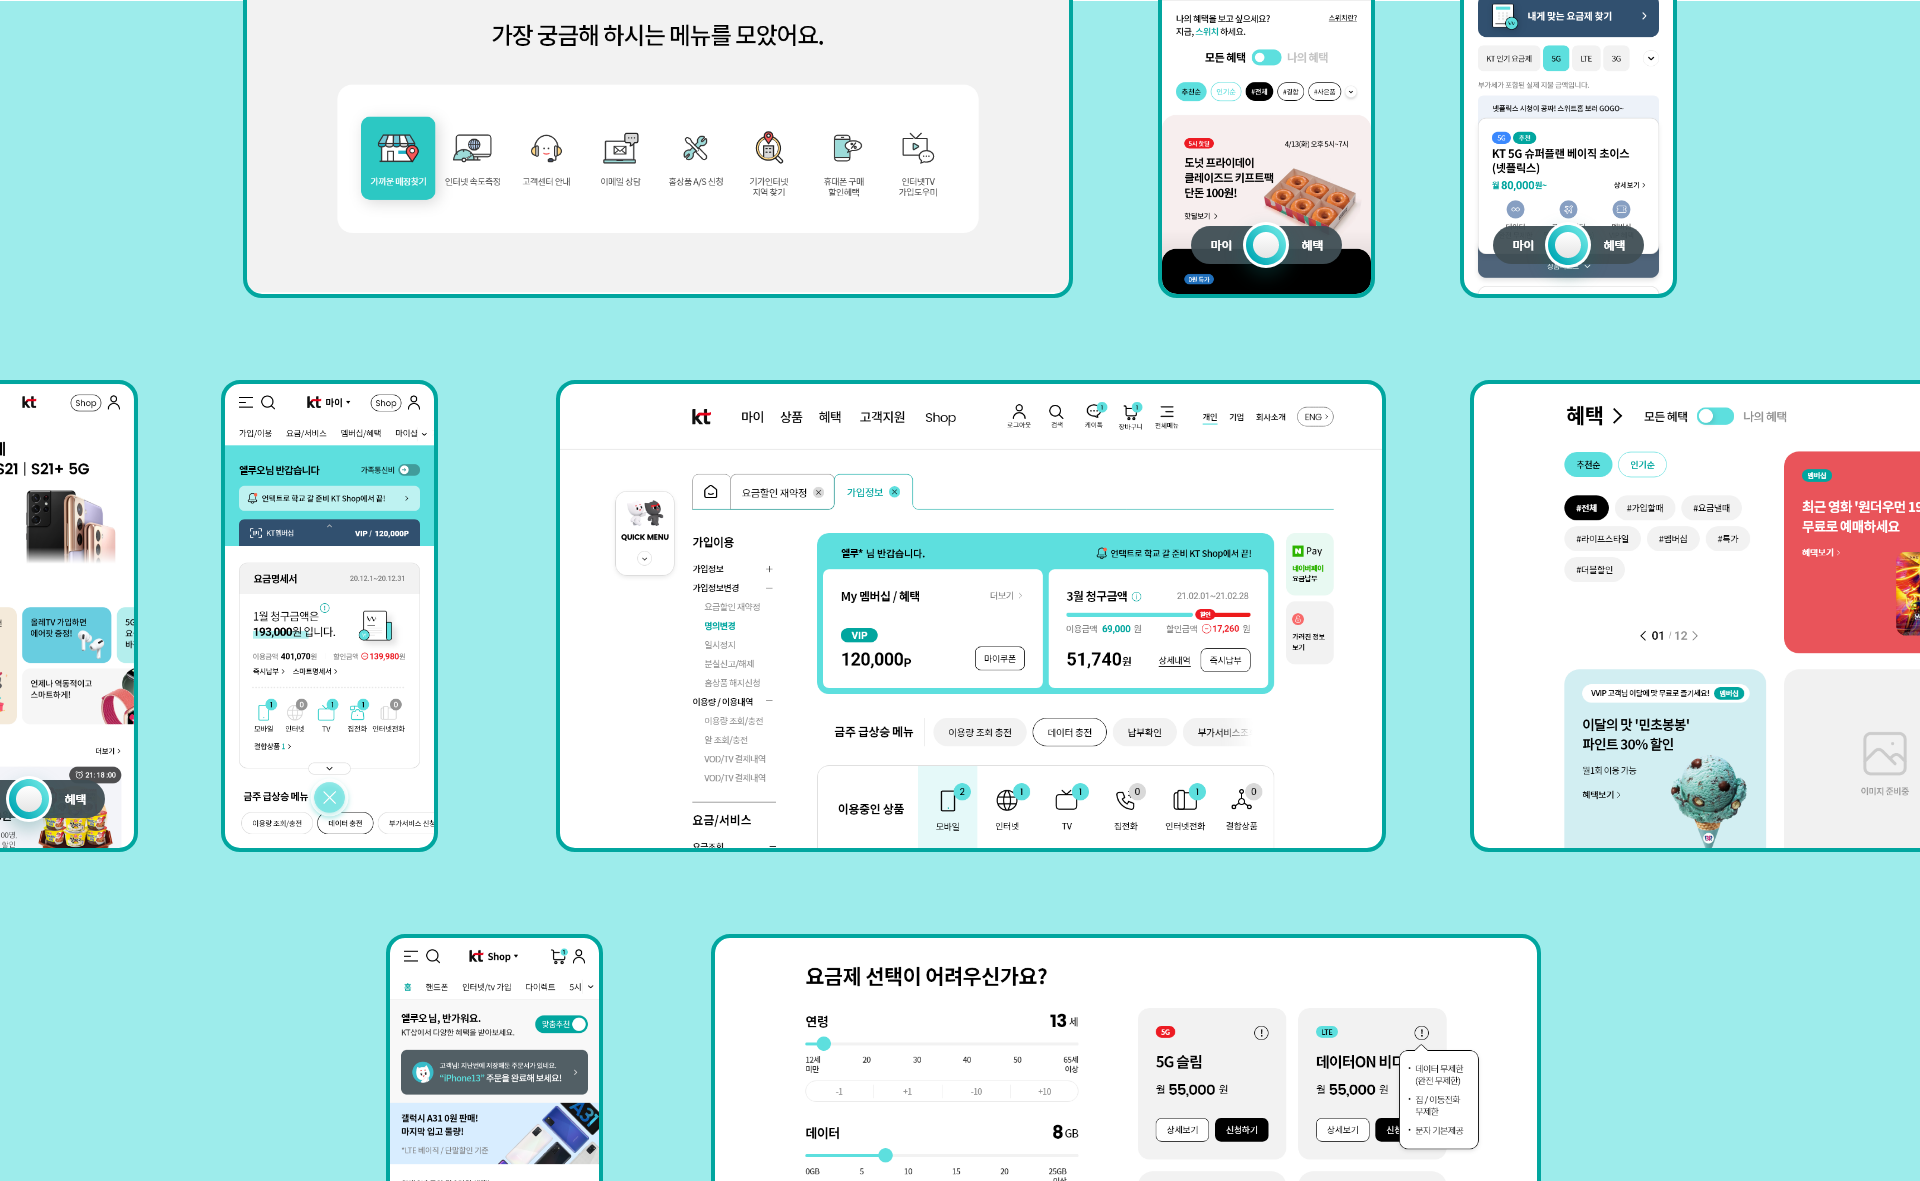 가장 궁금해 하시는 메뉴를 모았어요.
가까운 매장찾기
인터넷 속도측정
고객센터 안내
이메일 상담
홈상품 A/S 신청
기가인터넷
지역 찾기
휴대폰 구매
할인혜택
인터넷TV
가입도우미
나의 혜택을 보고 싶으세요?
지금, 스위치 하세요.
스위치란?
모든 혜택
나의 혜택
추천순
인기순
#전체
#결합
#사은품
5시 핫딜
4/13(화) 오후 5시~7시
도넛 프라이데이
클레이즈드 키프트팩
단돈 100원!
핫딜보기 >
마이
혜택
내게 맞는 요금제 찾기
KT 인기 요금제
5G
LTE
3G
부가세가 포함된 실제 지불 금액입니다.
넷플릭스 시청이 공짜! 스위트홈 보러 GOGO~
5G
추천
KT 5G 슈퍼플랜 베이직 초이스
(넷플릭스)
월 80,000원~
상세보기 >
마이
혜택
kt
Shop
S21 | S21+ 5G
올레TV 가입하면
에어팟 증정!
5G
언제나 역동적이고
스마트하게!
더보기 >
21:18:00
혜택
kt 마이
Shop
가입/이용
요금/서비스
멤버십/혜택
마이샵
엘루오님 반갑습니다
가족통신비
언택트로 학교 갈 준비 KT Shop에서 끝!
KT멤버십
VIP / 120,000P
요금명세서
20.12.1~20.12.31
1월 청구금액은
193,000원 입니다.
이용금액 401,070원
할인금액 139,980원
즉시납부 >
스마트명세서 >
1
0
1
1
0
모바일
인터넷
TV
집전화
인터넷전화
결합상품 1 >
금주 급상승 메뉴
이용량 조회/충전
데이터 충전
부가서비스 신청
kt
마이
상품
혜택
고객지원
Shop
로그아웃
검색
1
케이톡
1
장바구니
전체메뉴
개인
기업
회사소개
ENG >
QUICK MENU
요금할인 재약정
가입정보
가입이용
가입정보 +
가입정보변경 −
요금할인 재약정
명의변경
일시정지
분실신고/해제
홈상품 해지신청
이용량 / 이용내역 −
이용량 조회/충전
알 조회/충전
VOD/TV 결제내역
VOD/TV 결제내역
요금/서비스
요금조회
엘루* 님 반갑습니다.
언택트로 학교 갈 준비 KT Shop에서 끝!
My 멤버십 / 혜택
더보기 >
VIP
120,000P
마이쿠폰
3월 청구금액
21.02.01~21.02.28
할인
이용금액 69,000 원
할인금액 17,260 원
51,740원
상세내역
즉시납부
N Pay
네이버페이
요금납부
가려진 정보
보기
금주 급상승 메뉴
이용량 조회 충전
데이터 충전
납부확인
부가서비스조
이용중인 상품
2
1
1
0
1
0
모바일
인터넷
TV
집전화
인터넷전화
결합상품
혜택 >
모든 혜택
나의 혜택
추천순
인기순
#전체
#가입할때
#요금낼때
#라이프스타일
#멤버십
#특가
#더블할인
01 / 12
멤버십
최근 영화 '원더우먼 19
무료로 예매하세요
혜택보기 >
VVIP 고객님 이달에 맛 무료로 즐기세요!
멤버십
이달의 맛 '민초봉봉'
파인트 30% 할인
월1회 이용 가능
혜택보기 >
이미지 준비중
kt Shop
1
홈
핸드폰
인터넷/tv 가입
다이렉트
5시
엘루오님, 반가워요.
KT샵에서 다양한 혜택을 받아보세요.
맞춤추천
고객님! 지난번에 저장해둔 주문서가 있네요.
“iPhone13” 주문을 완료해 보세요!
갤럭시 A31 0원 판매!
마지막 입고 물량!
*LTE 베이직 / 단말할인 기준
요금제 선택이 어려우신가요?
연령
13 세
12세
미만
20
30
40
50
65세
이상
-1
+1
-10
+10
데이터
8 GB
0GB
5
10
15
20
25GB
이상
5G
5G 슬림
월 55,000 원
상세보기
신청하기
LTE
데이터ON 비디
월 55,000 원
상세보기
신청
· 데이터 무제한
(완전 무제한)
· 집 / 이동전화
무제한
· 문자 기본제공